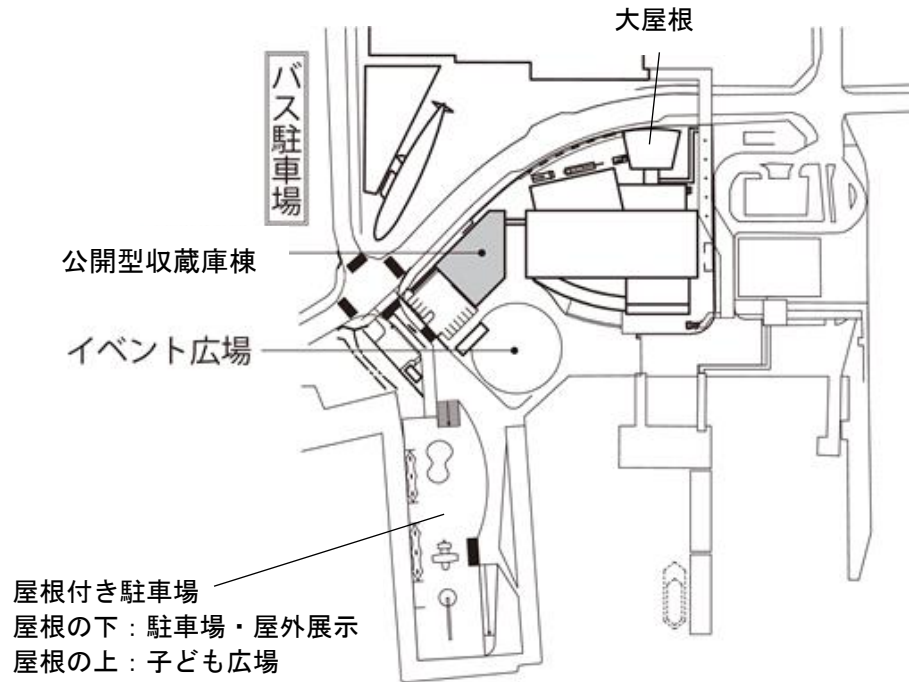 大屋根
バス駐車場
公開型収蔵庫棟
イベント広場
屋根付き駐車場
屋根の下：駐車場・屋外展示
屋根の上：子ども広場